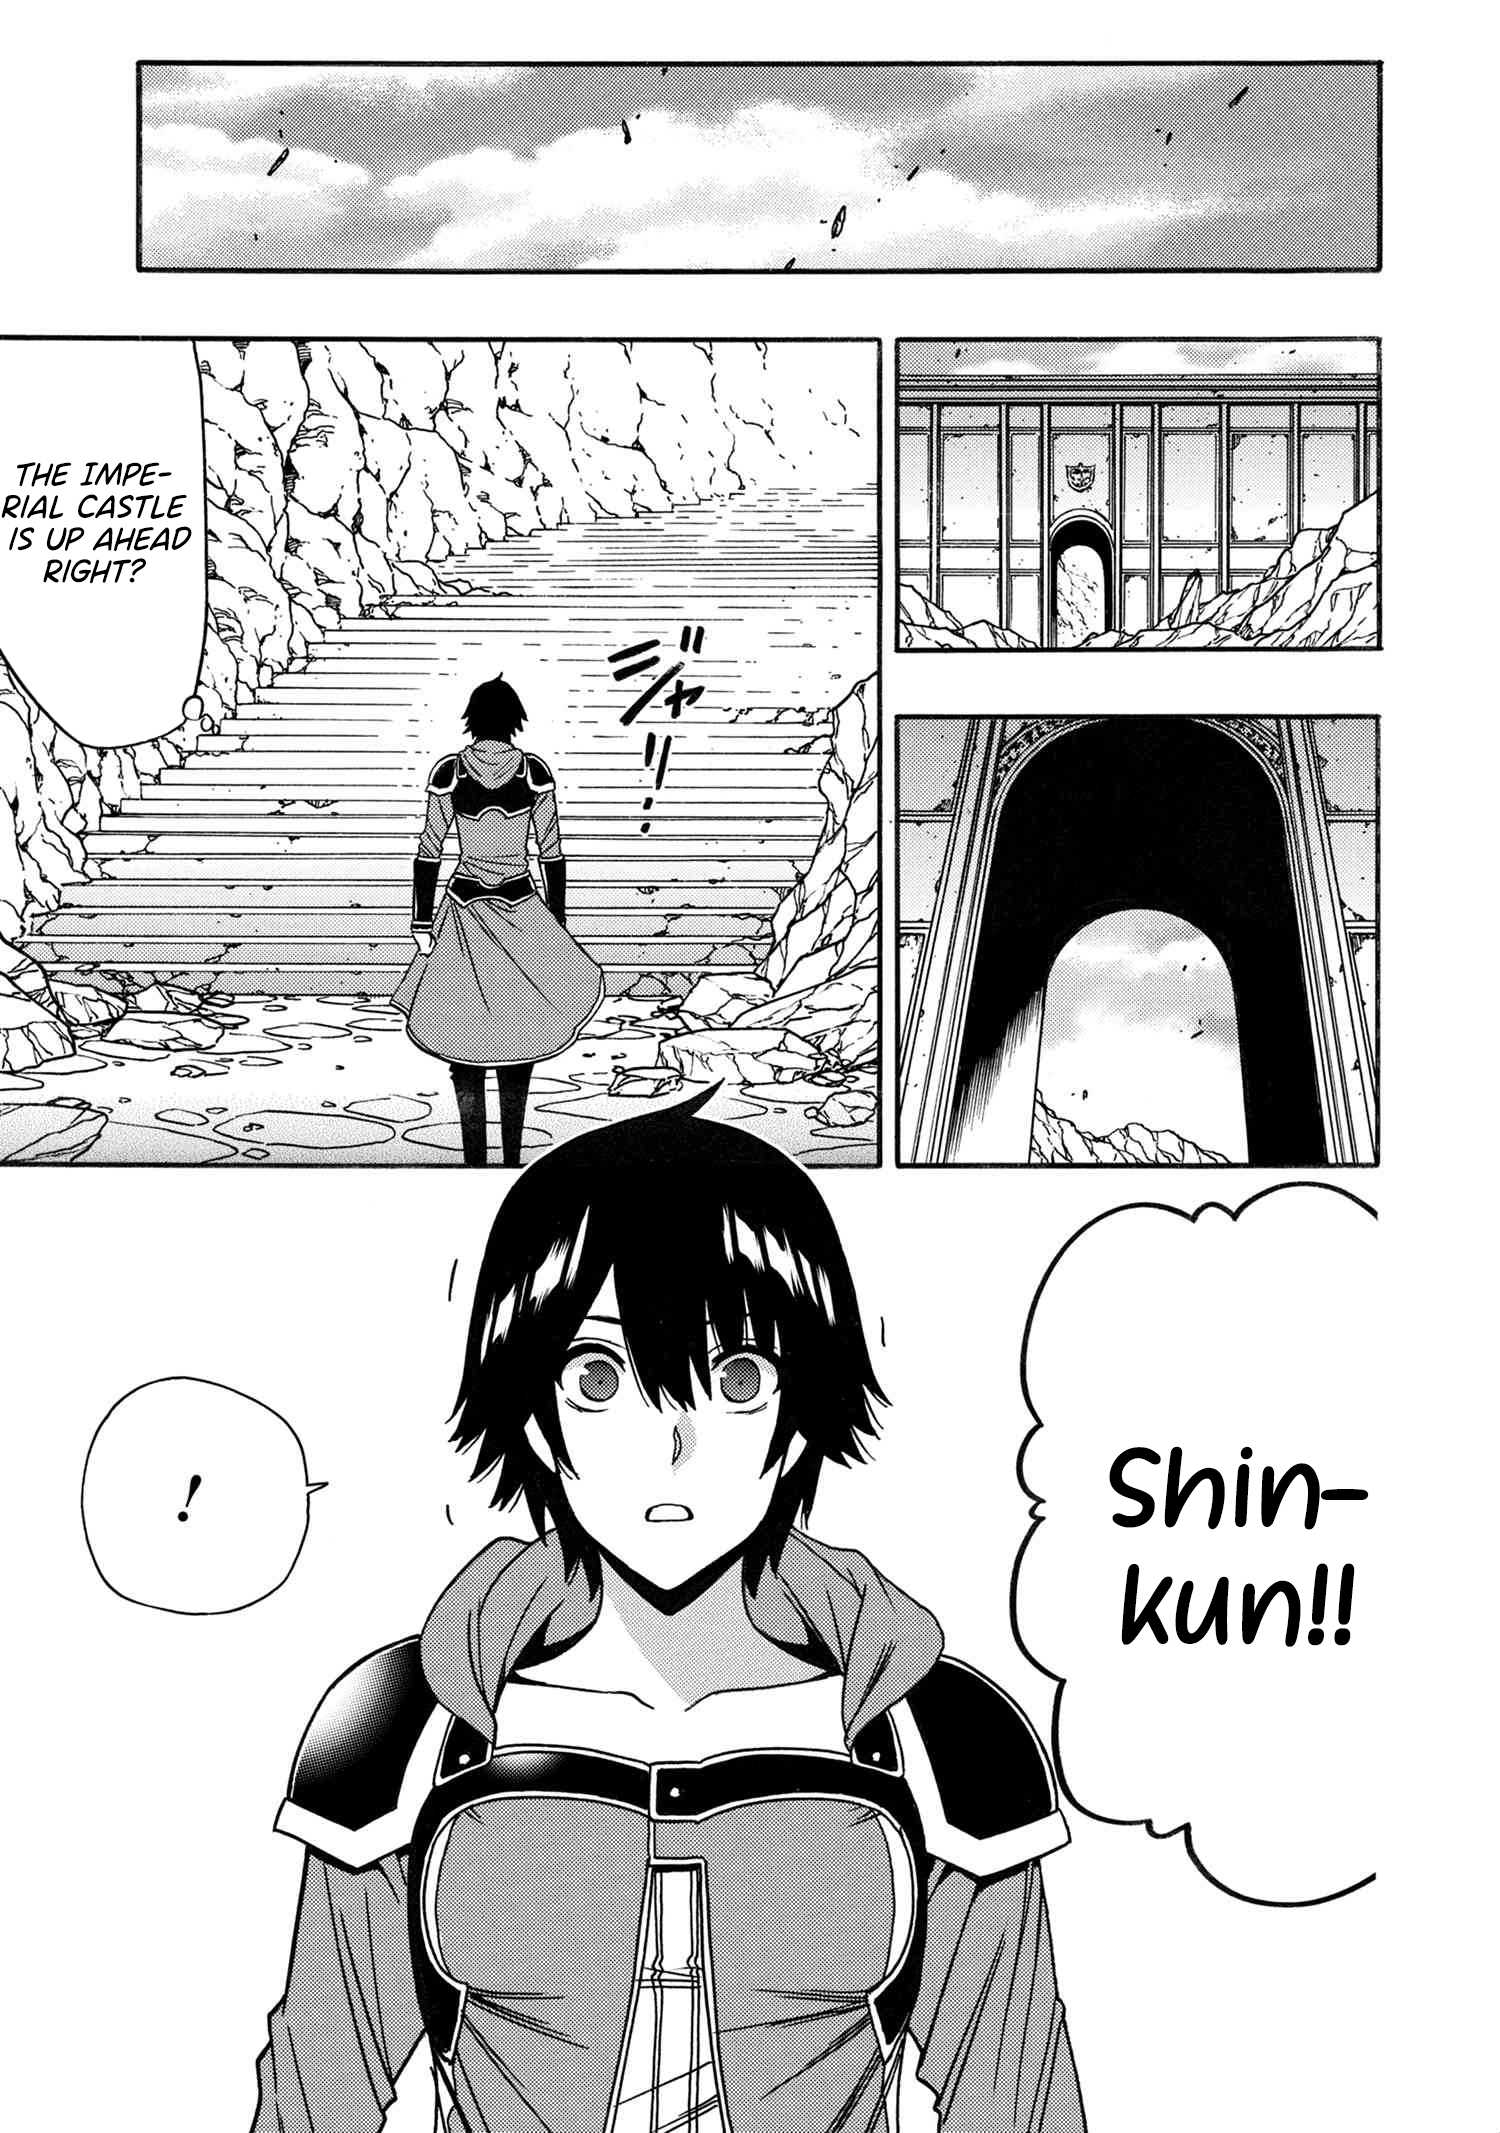 THE IMPE-
RIAL CASTLE
IS UP AHEAD
RIGHT?
ジャリ
Shin-
kun!!
!